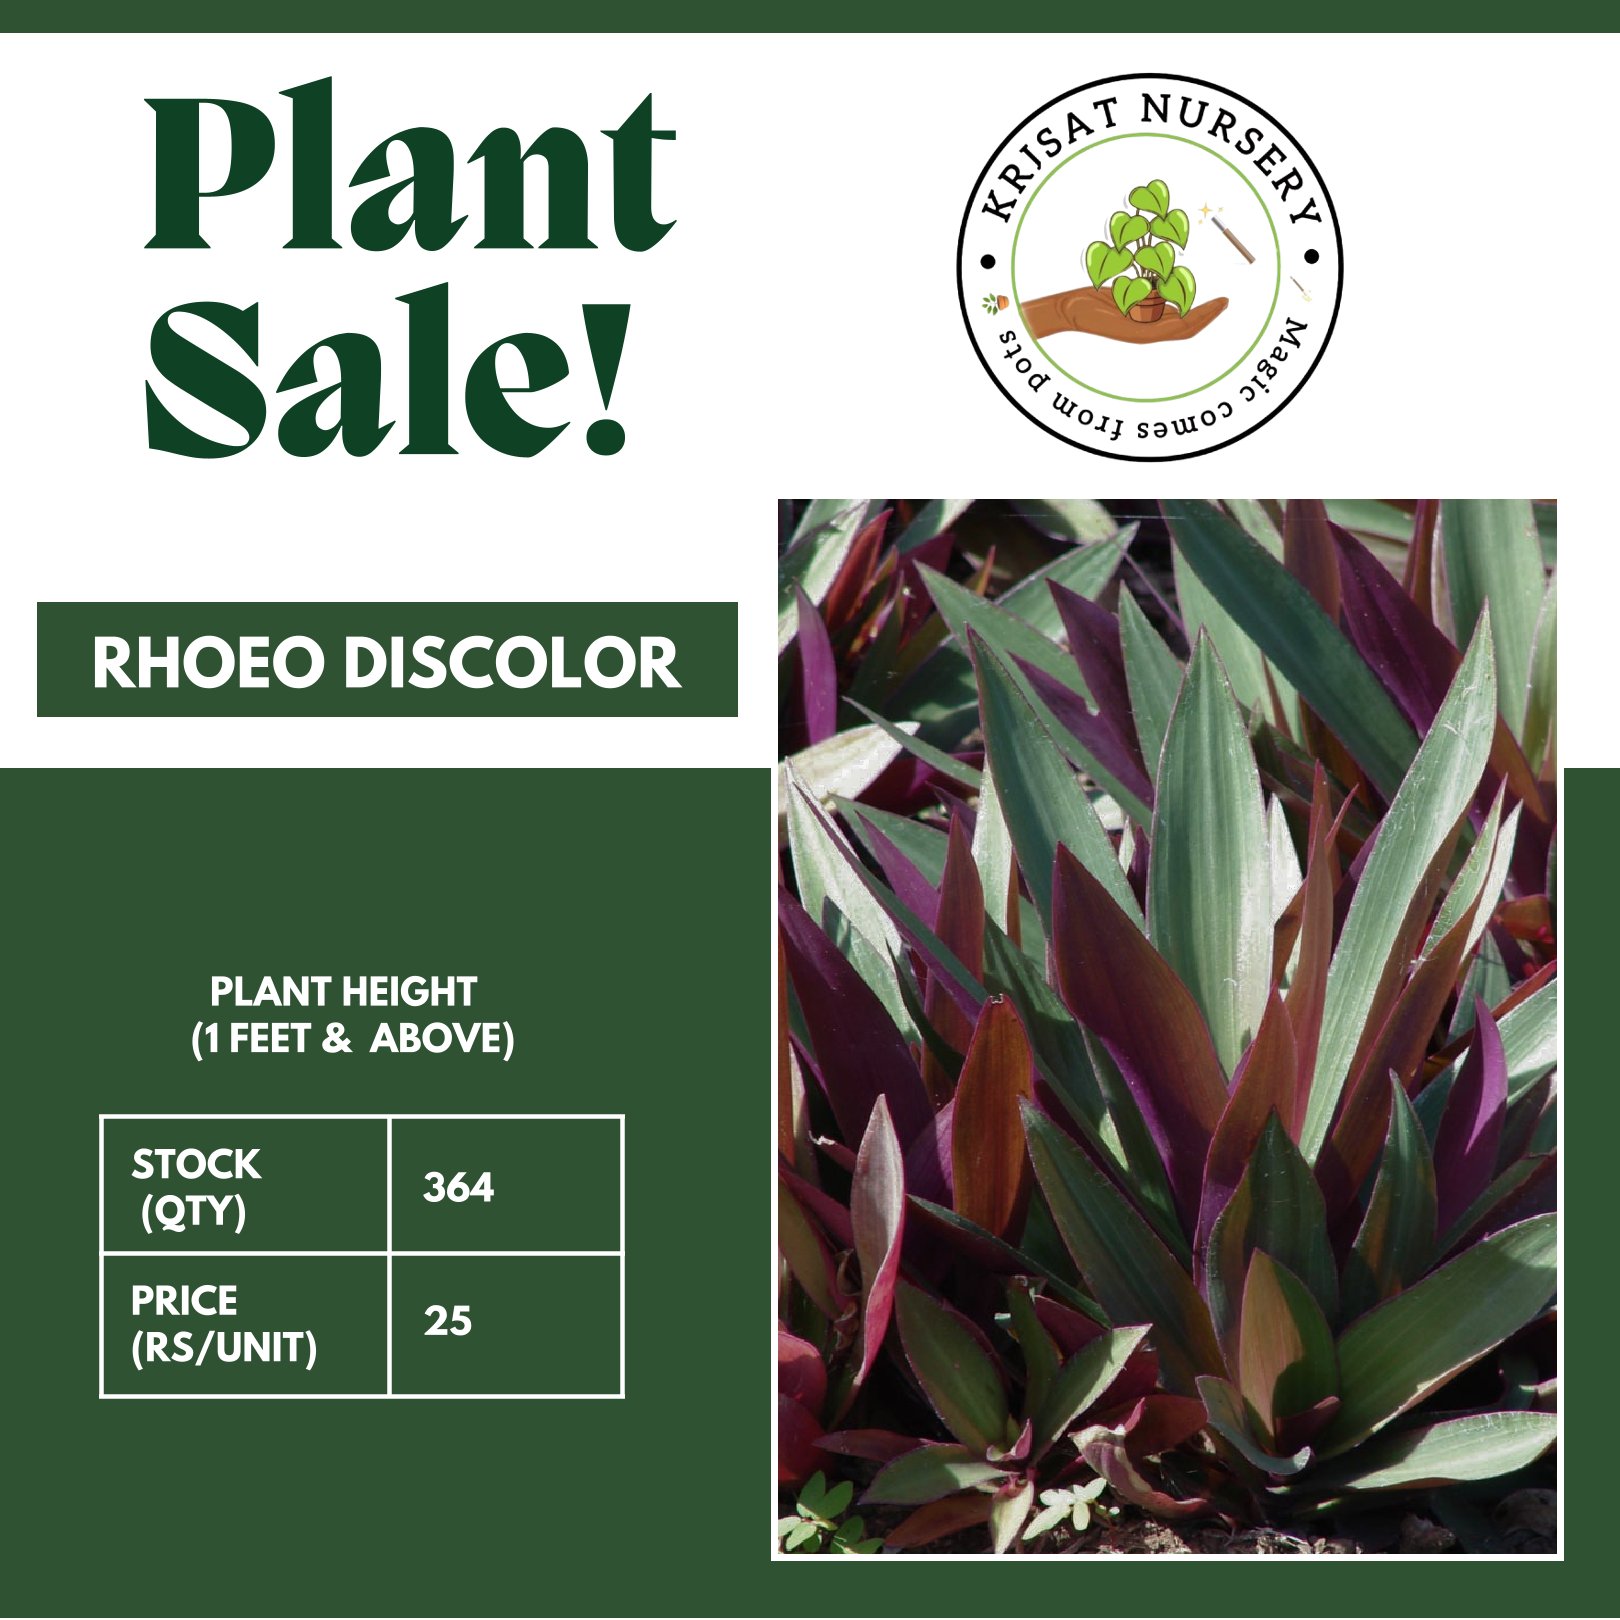 Plant
Sale!
KRJSAT NURSERY
Magic comes from pots
RHOEO DISCOLOR
PLANT HEIGHT
(1 FEET & ABOVE)
STOCK
(QTY)
364
PRICE
(RS/UNIT)
25